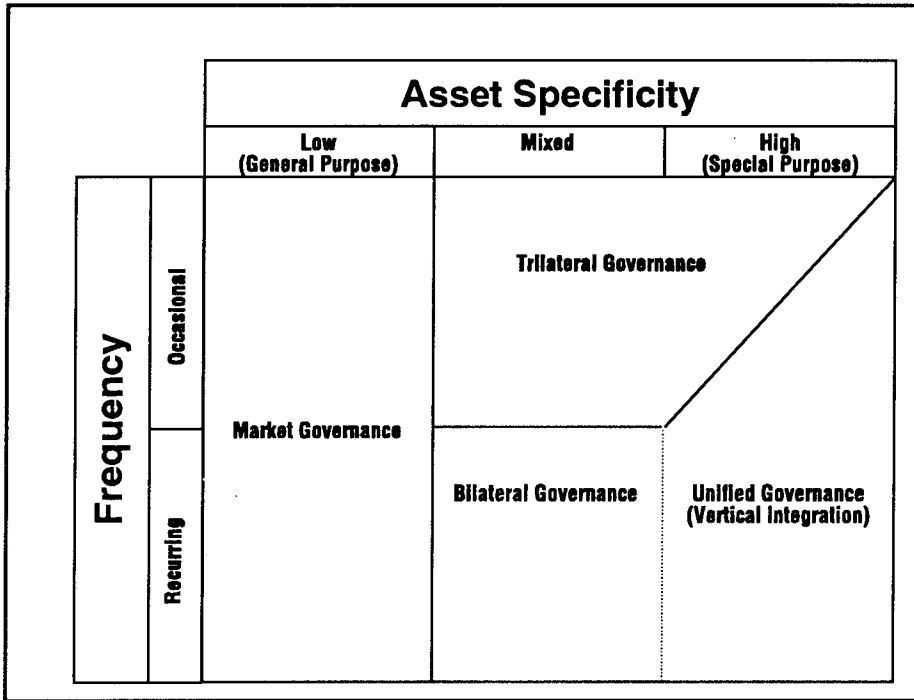 Asset Specificity
Low
(General Purpose)
Mixed
High
(Special Purpose)
Frequency
Occasional
Recurring
Trilateral Governance
Market Governance
Bilateral Governance
Unified Governance
(Vertical Integration)